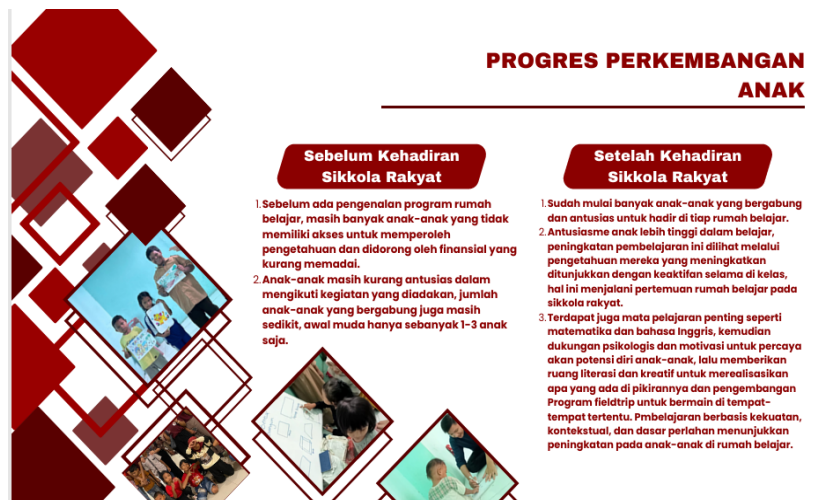 PROGRES PERKEMBANGAN
ANAK
Sebelum Kehadiran
Sikkola Rakyat
1. Sebelum ada pengenalan program rumah
belajar, masih banyak anak-anak yang tidak
memiliki akses untuk memperoleh
pengetahuan dan didorong oleh finansial yang
kurang memadai.
2. Anak-anak masih kurang antusias dalam
mengikuti kegiatan yang diadakan, jumlah
anak-anak yang bergabung juga masih
sedikit, awal muda hanya sebanyak 1-3 anak
saja.
Setelah Kehadiran
Sikkola Rakyat
1. Sudah mulai banyak anak-anak yang bergabung
dan antusias untuk hadir di tiap rumah belajar.
2. Antusiasme anak lebih tinggi dalam belajar,
peningkatan pembelajaran ini dilihat melalui
pengetahuan mereka yang meningkatkan
ditunjukkan dengan keaktifan selama di kelas,
hal ini menjalani pertemuan rumah belajar pada
sikkola rakyat.
3. Terdapat juga mata pelajaran penting seperti
matematika dan bahasa Inggris, kemudian
dukungan psikologis dan motivasi untuk percaya
akan potensi diri anak-anak, lalu memberikan
ruang literasi dan kreatif untuk merealisasikan
apa yang ada di pikirannya dan pengembangan
Program fieldtrip untuk bermain di tempat-
tempat tertentu. Pmbelajaran berbasis kekuatan,
kontekstual, dan dasar perlahan menunjukkan
peningkatan pada anak-anak di rumah belajar.